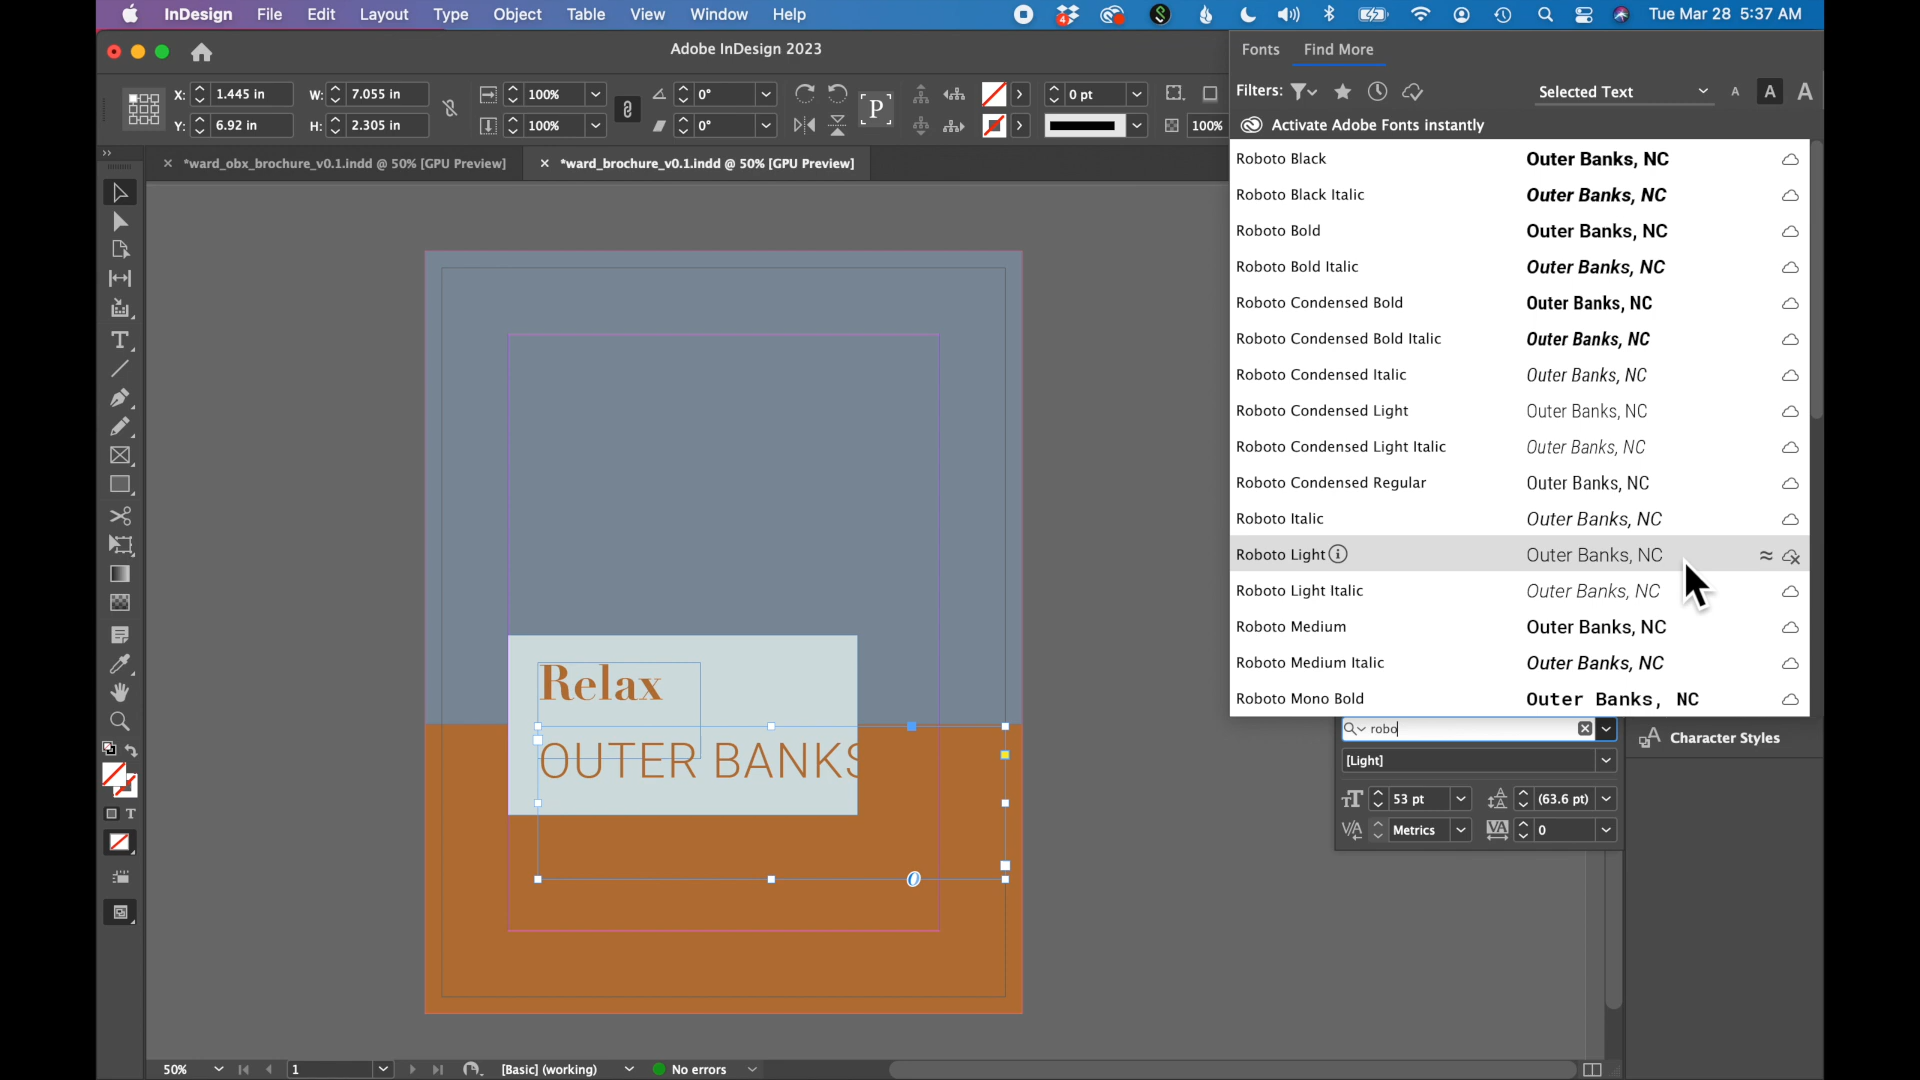 InDesign File Edit Layout Type Object Table View Window Help
4
Tue Mar 28 5:37 AM
Adobe InDesign 2023
Fonts Find More
X: 1.445 in W: 7.055 in 100% 0° 0 pt
Y: 6.92 in H: 2.305 in 100% 0° 100%
P
Filters: Selected Text A A A
Activate Adobe Fonts instantly
× *ward_obx_brochure_v0.1.indd @ 50% [GPU Preview] × *ward_brochure_v0.1.indd @ 50% [GPU Preview]
Roboto Black Outer Banks, NC
Roboto Black Italic Outer Banks, NC
Roboto Bold Outer Banks, NC
Roboto Bold Italic Outer Banks, NC
Roboto Condensed Bold Outer Banks, NC
Roboto Condensed Bold Italic Outer Banks, NC
Roboto Condensed Italic Outer Banks, NC
Roboto Condensed Light Outer Banks, NC
Roboto Condensed Light Italic Outer Banks, NC
Roboto Condensed Regular Outer Banks, NC
Roboto Italic Outer Banks, NC
Roboto Light Outer Banks, NC
Roboto Light Italic Outer Banks, NC
Roboto Medium Outer Banks, NC
Roboto Medium Italic Outer Banks, NC
Roboto Mono Bold Outer Banks, NC
Relax
OUTER BANKS
robo
Character Styles
[Light]
53 pt (63.6 pt)
Metrics 0
50% 1 [Basic] (working) No errors